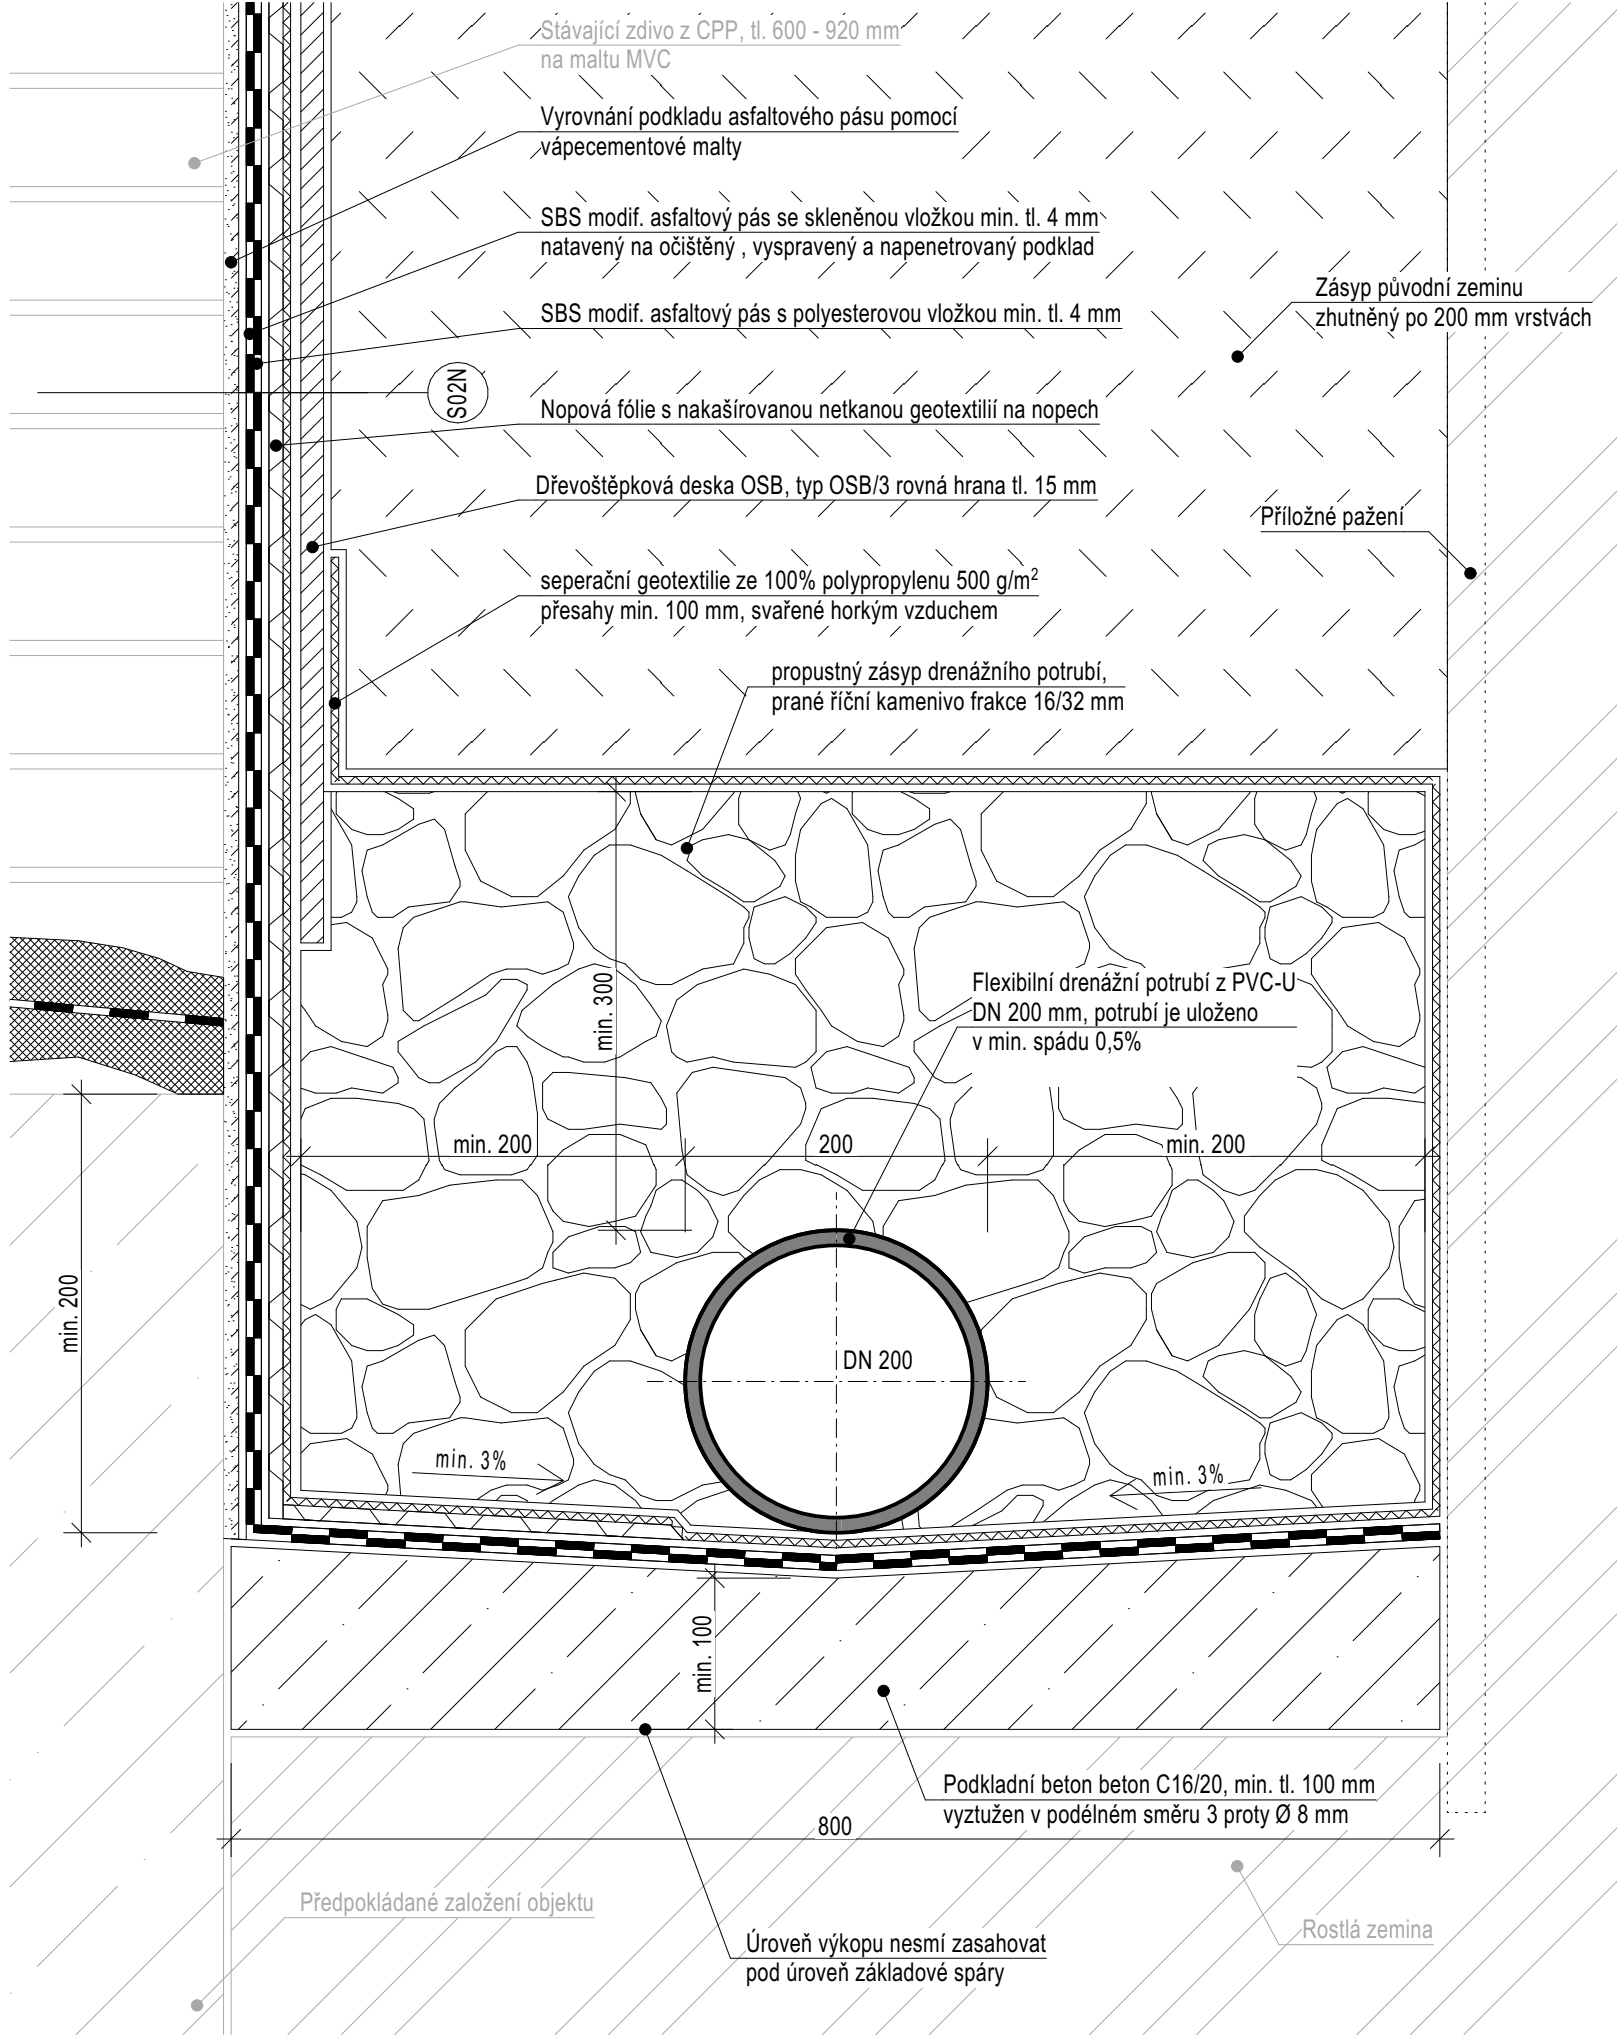 Stávající zdivo z CPP, tl. 600 - 920 mm
na maltu MVC
Vyrovnání podkladu asfaltového pásu pomocí
vápecementové malty
SBS modif. asfaltový pás se skleněnou vložkou min. tl. 4 mm
natavený na očištěný , vyspravený a napenetrovaný podklad
Zásyp původní zeminu
zhutněný po 200 mm vrstvách
SBS modif. asfaltový pás s polyesterovou vložkou min. tl. 4 mm
S02N
Nopová fólie s nakašírovanou netkanou geotextilií na nopech
Dřevoštěpková deska OSB, typ OSB/3 rovná hrana tl. 15 mm
Příložné pažení
seperační geotextilie ze 100% polypropylenu 500 g/m²
přesahy min. 100 mm, svařené horkým vzduchem
propustný zásyp drenážního potrubí,
prané říční kamenivo frakce 16/32 mm
min. 300
Flexibilní drenážní potrubí z PVC-U
DN 200 mm, potrubí je uloženo
v min. spádu 0,5%
min. 200
200
min. 200
min. 200
DN 200
min. 3%
min. 3%
min. 100
Podkladní beton beton C16/20, min. tl. 100 mm
vyztužen v podélném směru 3 proty Ø 8 mm
800
Předpokládané založení objektu
Rostlá zemina
Úroveň výkopu nesmí zasahovat
pod úroveň základové spáry